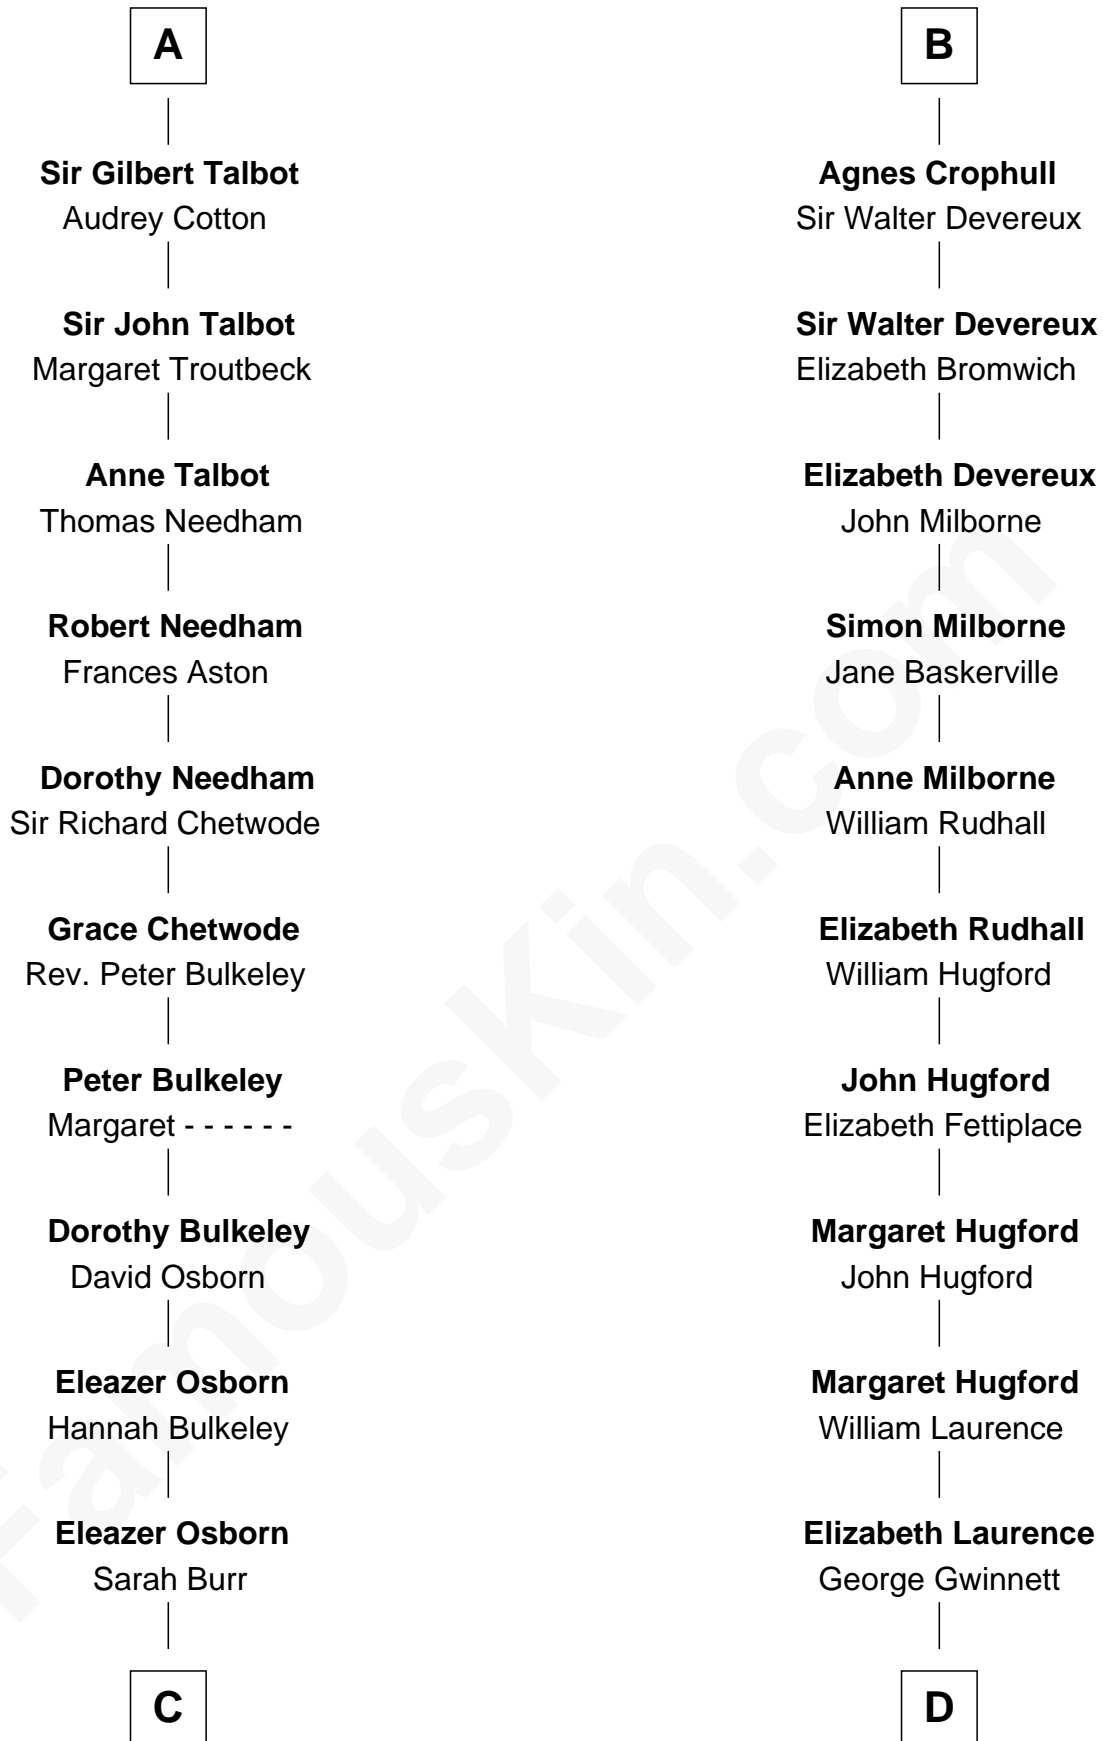 A
Sir Gilbert Talbot
Audrey Cotton
Sir John Talbot
Margaret Troutbeck
Anne Talbot
Thomas Needham
Robert Needham
Frances Aston
Dorothy Needham
Sir Richard Chetwode
Grace Chetwode
Rev. Peter Bulkeley
Peter Bulkeley
Margaret - - - - - -
Dorothy Bulkeley
David Osborn
Eleazer Osborn
Hannah Bulkeley
Eleazer Osborn
Sarah Burr
C
B
Agnes Crophull
Sir Walter Devereux
Sir Walter Devereux
Elizabeth Bromwich
Elizabeth Devereux
John Milborne
Simon Milborne
Jane Baskerville
Anne Milborne
William Rudhall
Elizabeth Rudhall
William Hugford
John Hugford
Elizabeth Fettiplace
Margaret Hugford
John Hugford
Margaret Hugford
William Laurence
Elizabeth Laurence
George Gwinnett
D
FamousKin.com